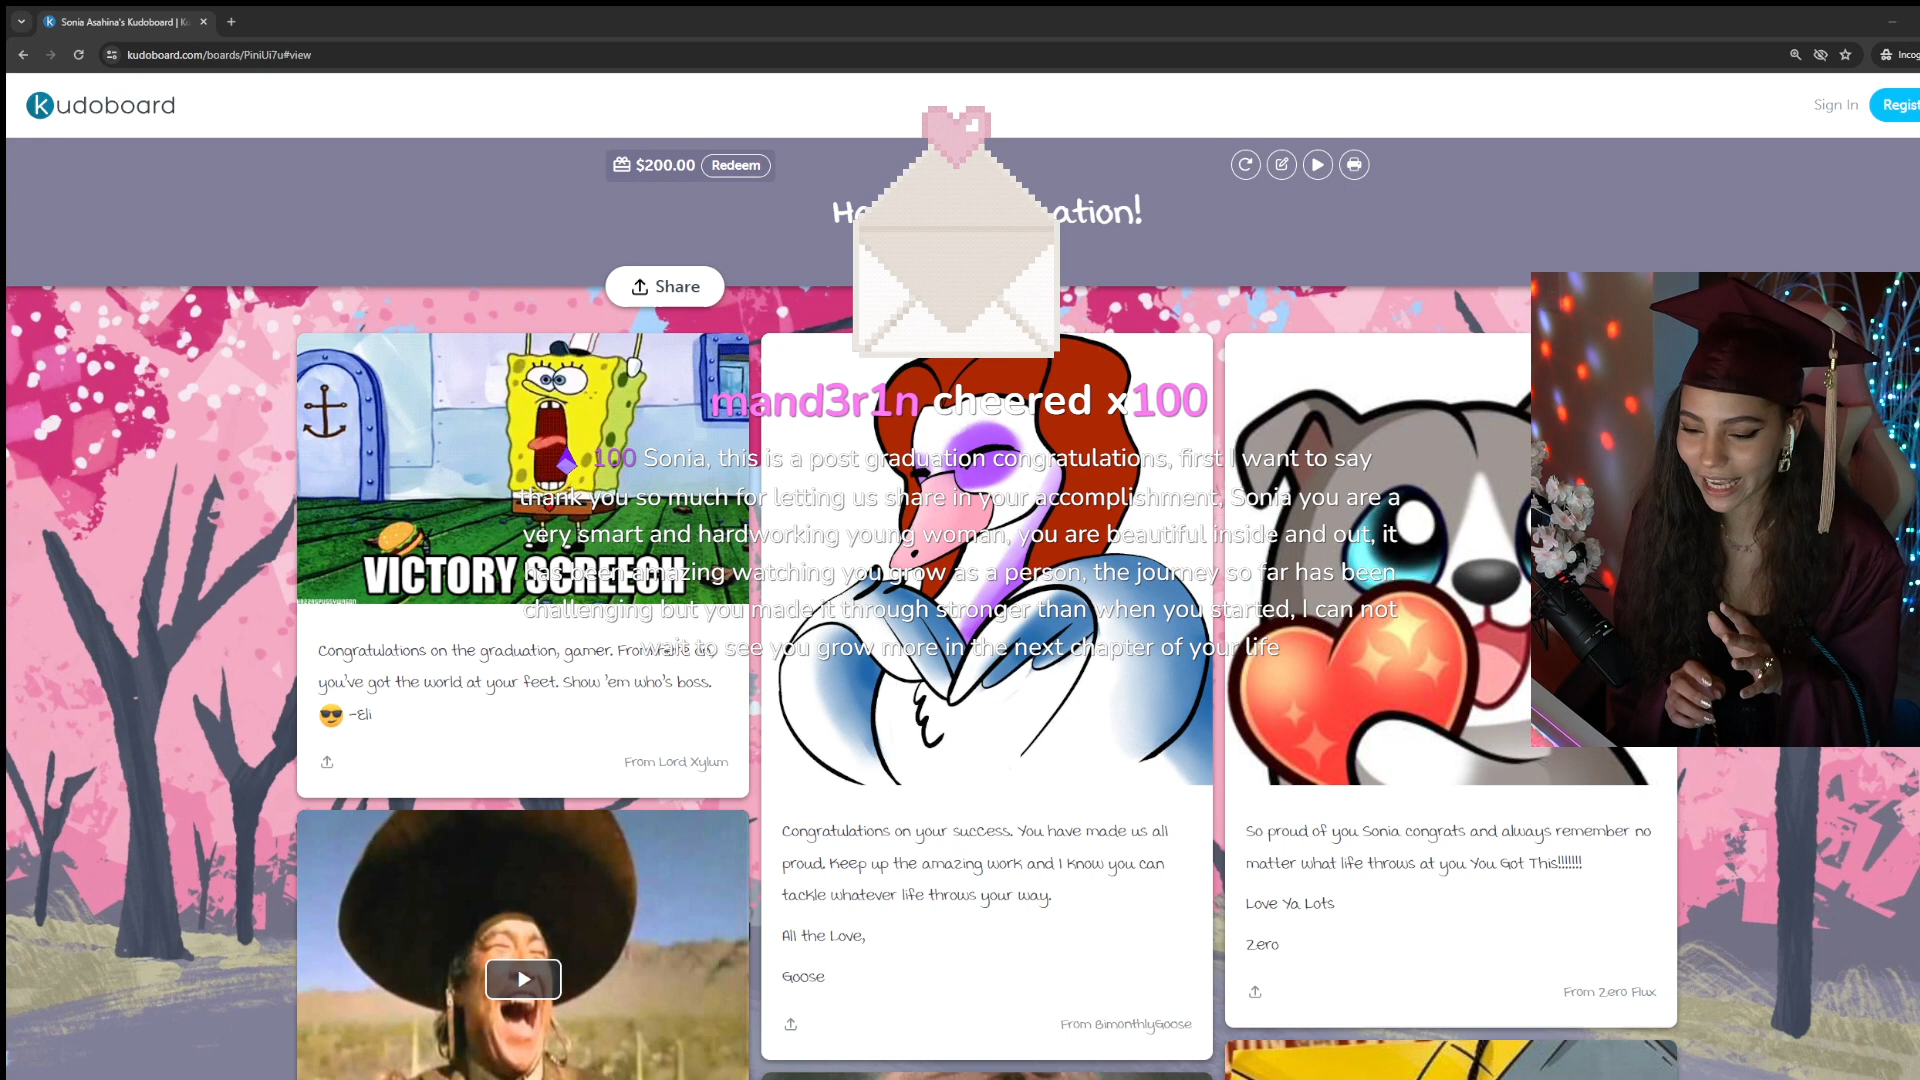 Sonia Asahina's Kudoboard | Ku
kudoboard.com/boards/PiniUi7u#view
Incog
kudoboard
Sign In
Regist
$200.00 Redeem
ation!
Share
mand3r1n cheered x100
100 Sonia, this is a post graduation congratulations, first I want to say
thank you so much for letting us share in your accomplishment, Sonia you are a
very smart and hardworking young woman, you are beautiful inside and out, it
has been amazing watching you grow as a person, the journey so far has been
challenging but you made it through stronger than when you started, I can not
wait to see you grow more in the next chapter of your life
VICTORY SCREECH
Congratulations on the graduation, gamer. From here on,
you've got the world at your feet. Show 'em who's boss.
😎 -Eli
From Lord Xylum
Congratulations on your success. You have made us all
proud. Keep up the amazing work and I know you can
tackle whatever life throws your way.
All the Love,
Goose
From BimonthlyGoose
So proud of you Sonia congrats and always remember no
matter what life throws at you You Got This!!!!!!!
Love Ya Lots
Zero
From Zero Flux